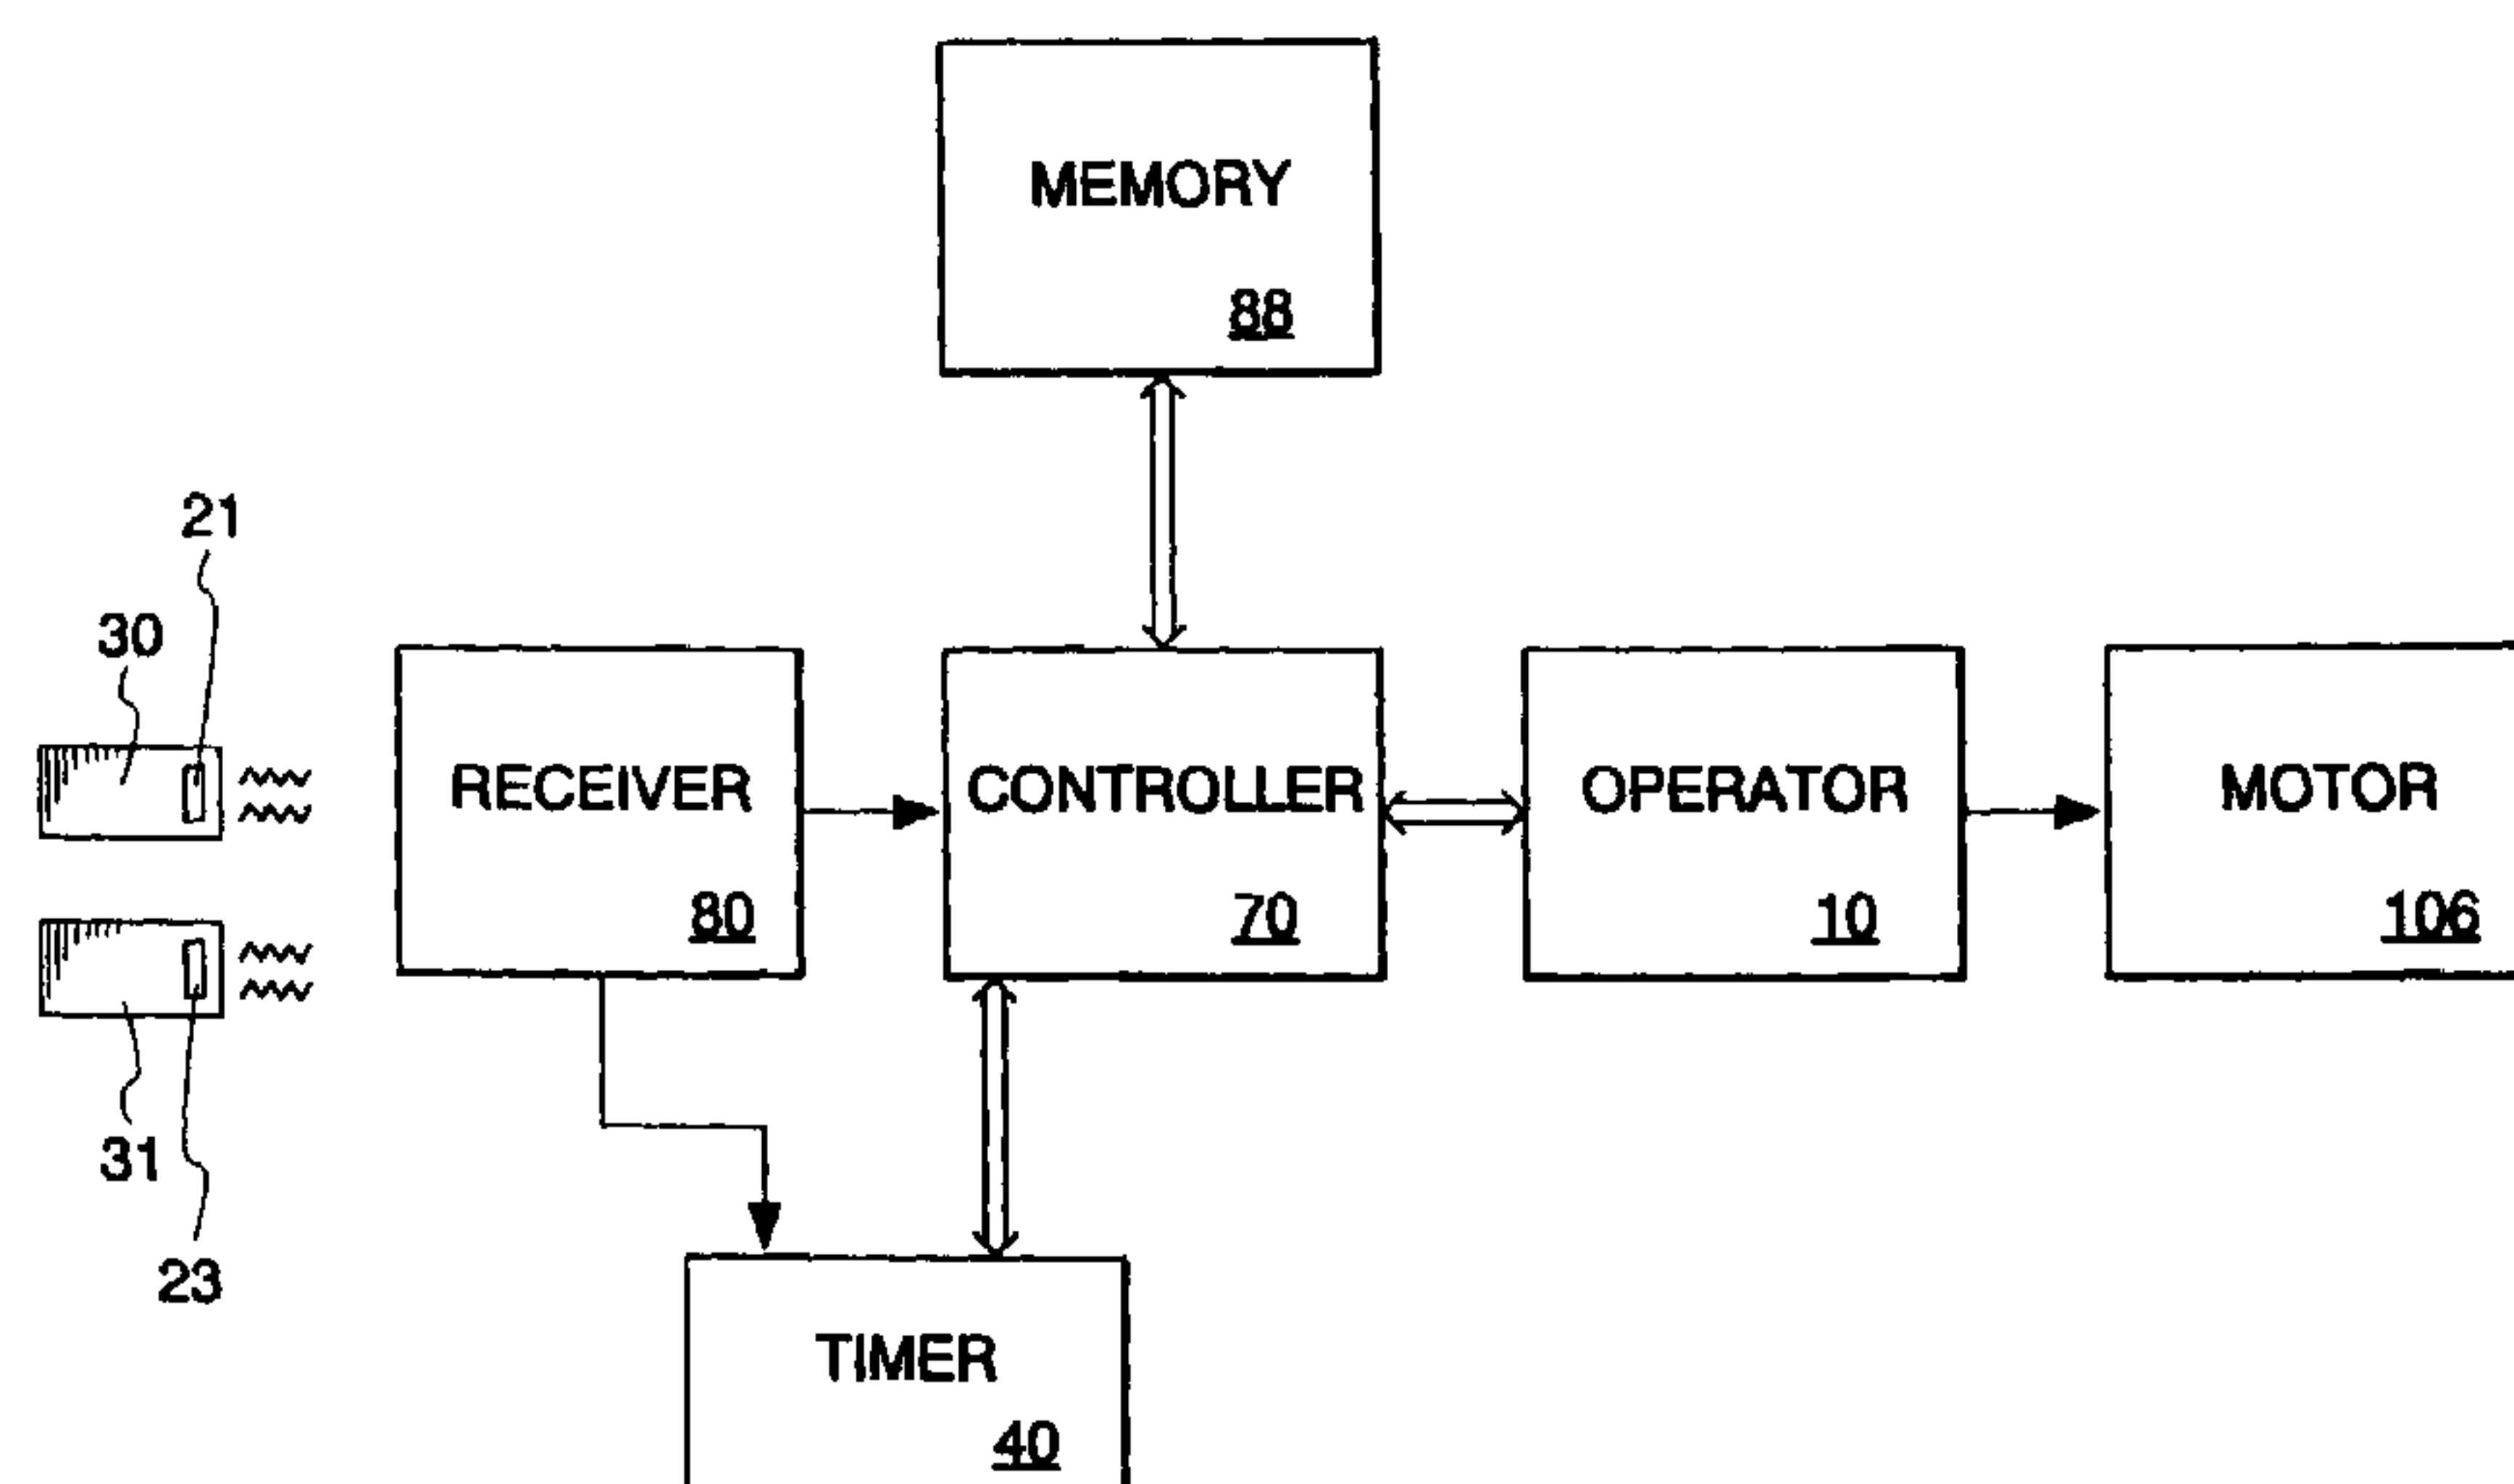 MEMORY
88
21
30
RECEIVER
80
CONTROLLER
70
OPERATOR
10
MOTOR
106
31
23
TIMER
40